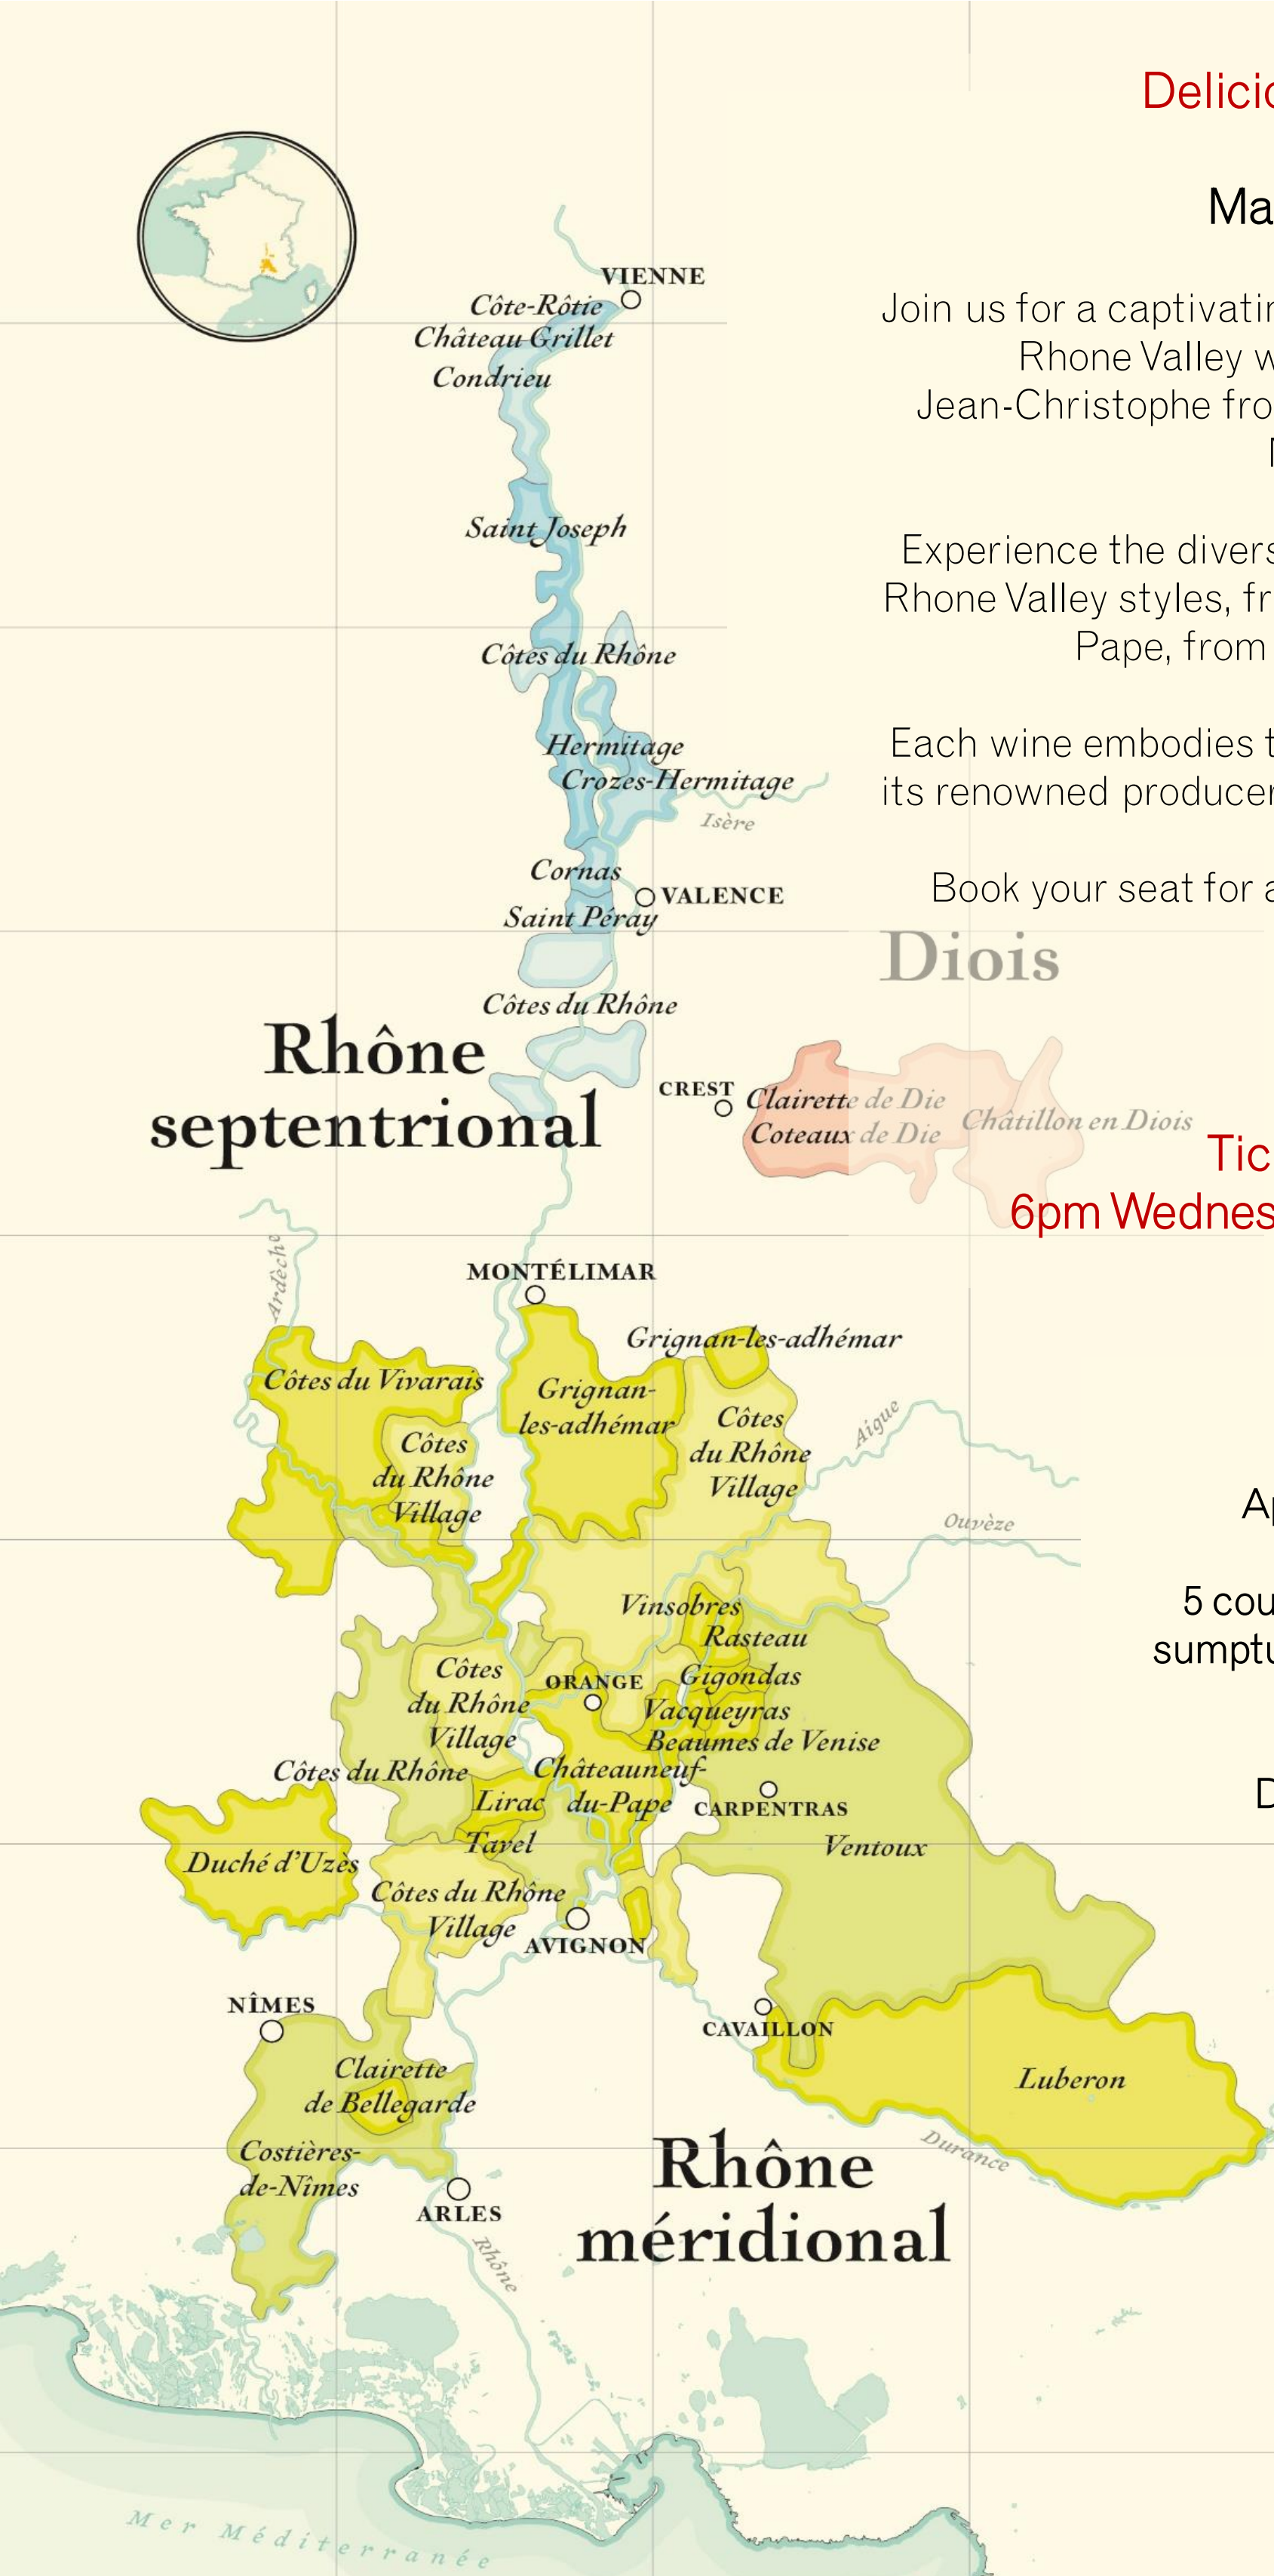 Delicio
Ma
VIENNE
Côte-Rôtie
Château Grillet
Condrieu
Join us for a captivatin
Rhone Valley w
Jean-Christophe fro
Saint Joseph
Experience the divers
Rhone Valley styles, fr
Pape, from
Côtes du Rhône
Hermitage
Crozes-Hermitage
Isère
Each wine embodies t
its renowned producer
Cornas
VALENCE
Saint Péray
Book your seat for a
Diois
Côtes du Rhône
Rhône
septentrional
CREST
Clairette de Die
Coteaux de Die
Châtillon en Diois
Tic
6pm Wednes
Ardèche
MONTÉLIMAR
Grignan-les-adhémar
Côtes du Vivarais
Grignan-
les-adhémar
Côtes
du Rhône
Village
Côtes
du Rhône
Village
Aigue
Ouvèze
Ap
5 cou
sumptu
Vinsobres
Rasteau
Gigondas
Vacqueyras
Beaumes de Venise
ORANGE
Côtes
du Rhône
Village
Côtes du Rhône
Châteauneuf-
du-Pape
Lirac
Tavel
CARPENTRAS
D
Ventoux
Duché d'Uzès
Côtes du Rhône
Village
AVIGNON
NÎMES
CAVAILLON
Clairette
de Bellegarde
Luberon
Costières-
de-Nîmes
Durance
ARLES
Rhône
Rhône
méridional
Mer Méditerranée